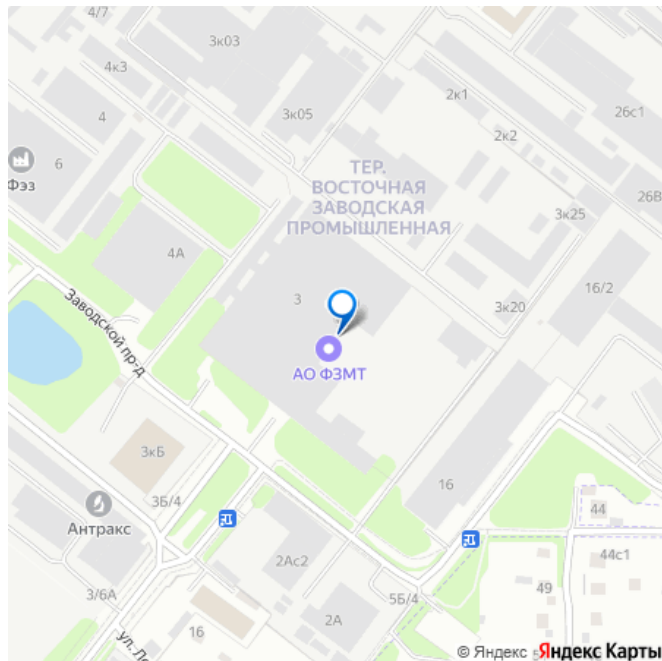 4/7
3к03
4к3
2к1
3к05
26с1
4
2к2
6
Фэз
ТЕР.
ВОСТОЧНАЯ
ЗАВОДСКАЯ
ПРОМЫШЛЕННАЯ
26В
3к25
4А
16/2
3
3к20
Заводской пр-д
АО ФЗМТ
3кБ
16
3Б/4
44
Антракс
2Ас2
44с1
3/6А
5Б/4
49
16
2А
ул. Ле
© Яндекс
Яндекс Карты